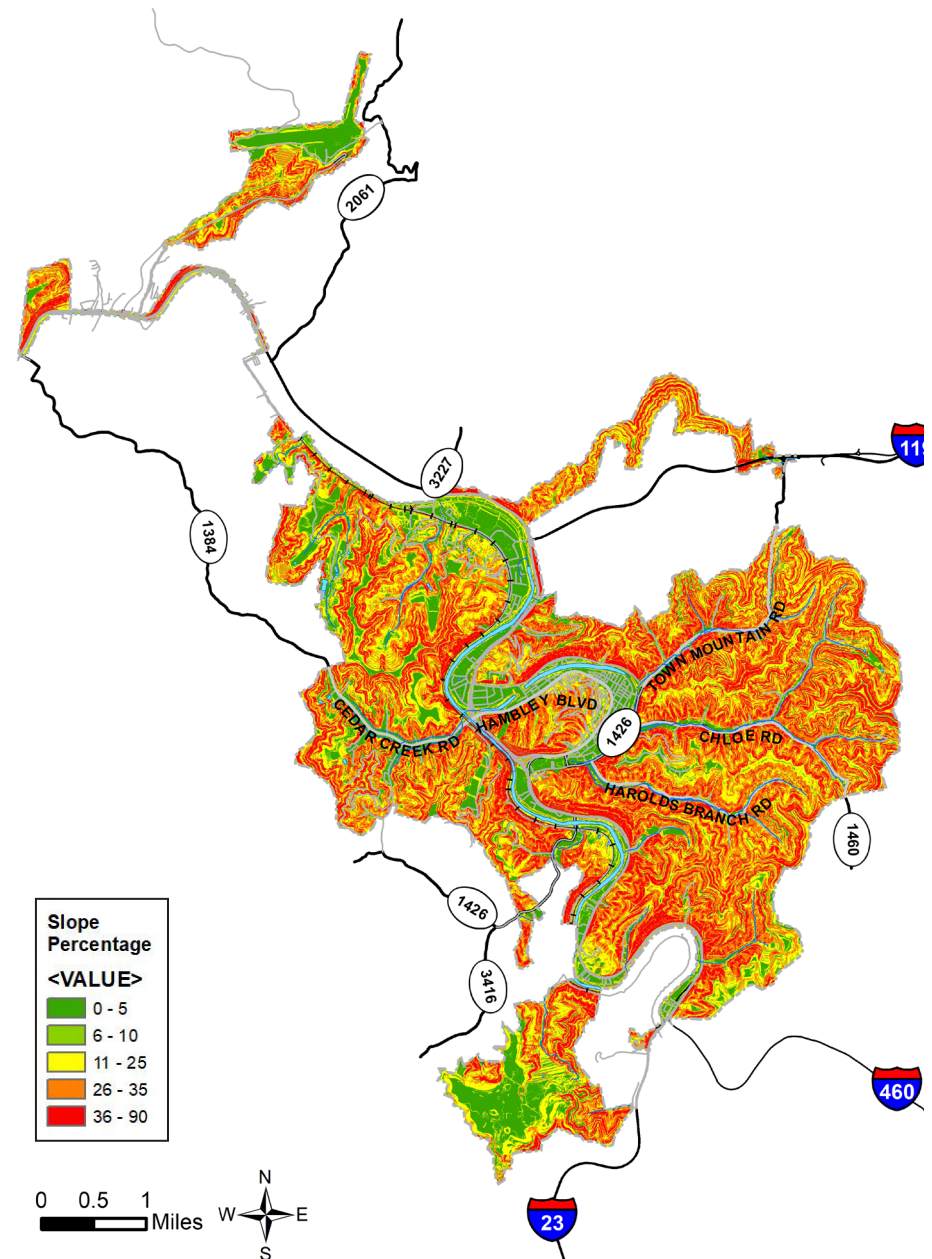 2061
119
3227
1384
TOWN MOUNTAIN RD
HAMBLEY BLVD
CEDAR CREEK RD
1426
CHLOE RD
HAROLDS BRANCH RD
1460
1426
3416
460
23
Slope
Percentage
<VALUE>
0 - 5
6 - 10
11 - 25
26 - 35
36 - 90
0 0.5 1
Miles
N
W E
S